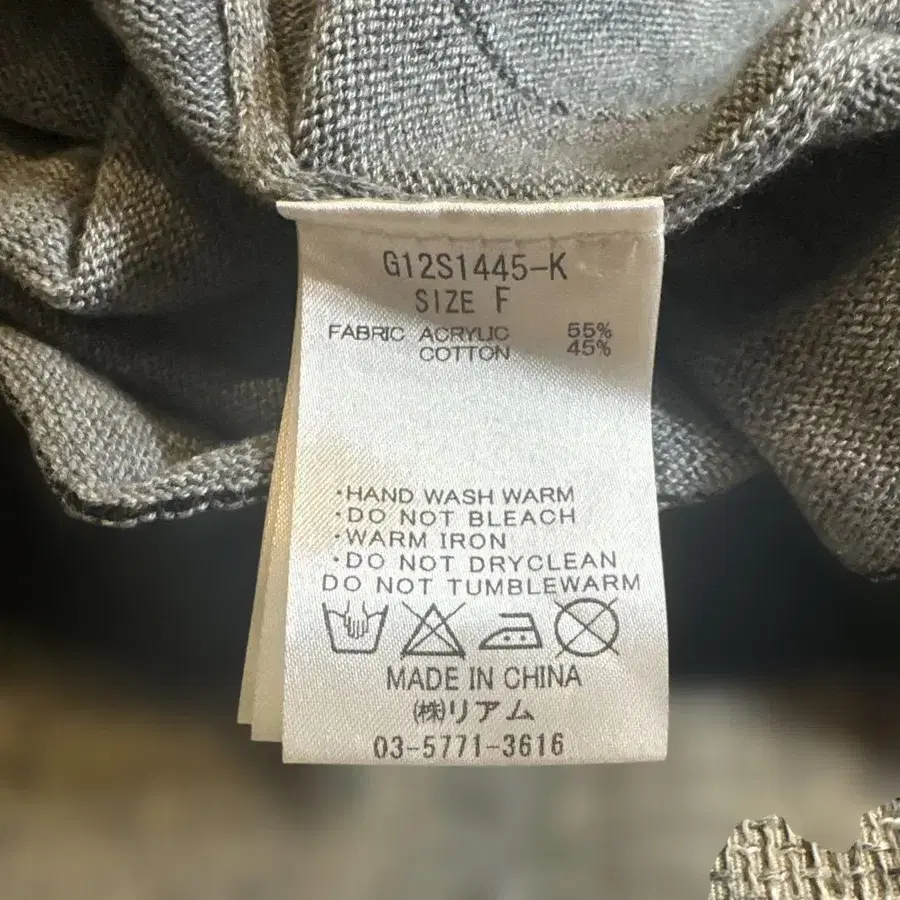 G12S1445-K
SIZE F
FABRIC ACRYLIC 55%
COTTON 45%
・HAND WASH WARM
・DO NOT BLEACH
・WARM IRON
・DO NOT DRYCLEAN
DO NOT TUMBLEWARM
MADE IN CHINA
㈱リアム
03-5771-3616